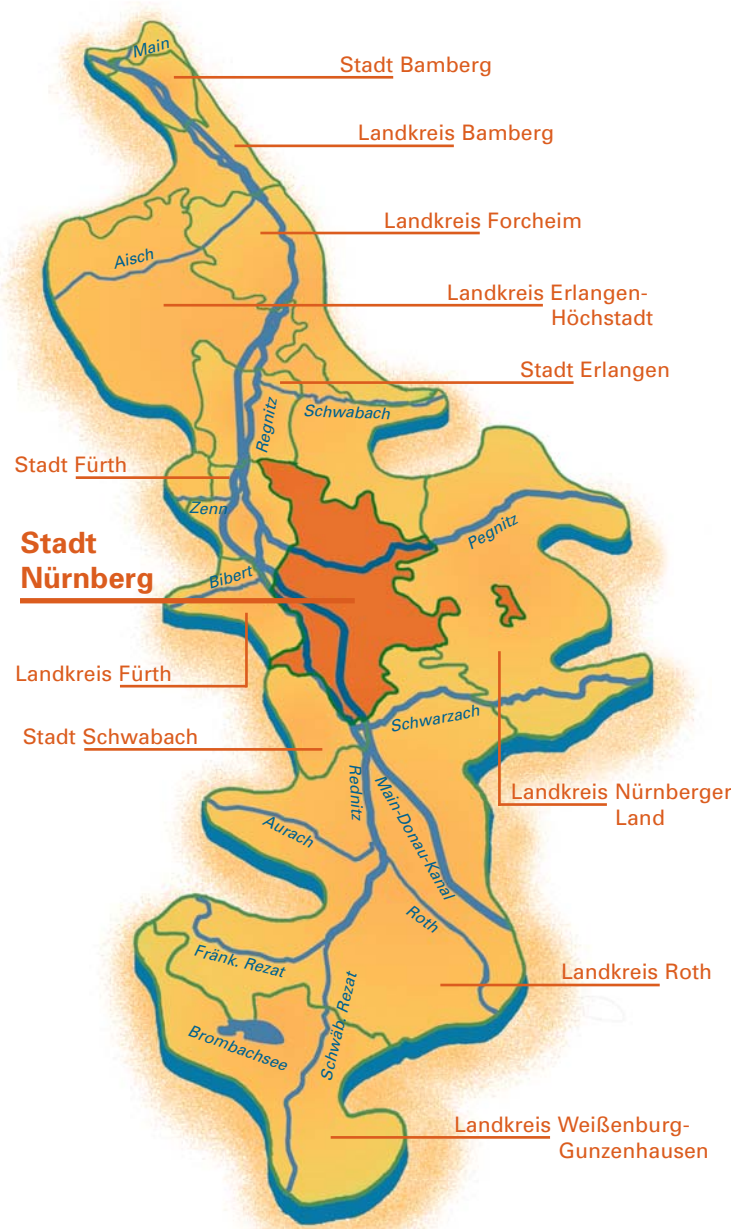 Main
Stadt Bamberg
Landkreis Bamberg
Landkreis Forcheim
Aisch
Landkreis Erlangen-
Höchstadt
Stadt Erlangen
Schwabach
Regnitz
Stadt Fürth
Zenn
Pegnitz
Stadt
Nürnberg
Bibert
Landkreis Fürth
Schwarzach
Stadt Schwabach
Rednitz
Main-Donau-Kanal
Landkreis Nürnberger
Land
Aurach
Roth
Fränk. Rezat
Landkreis Roth
Schwäb. Rezat
Brombachsee
Landkreis Weißenburg-
Gunzenhausen